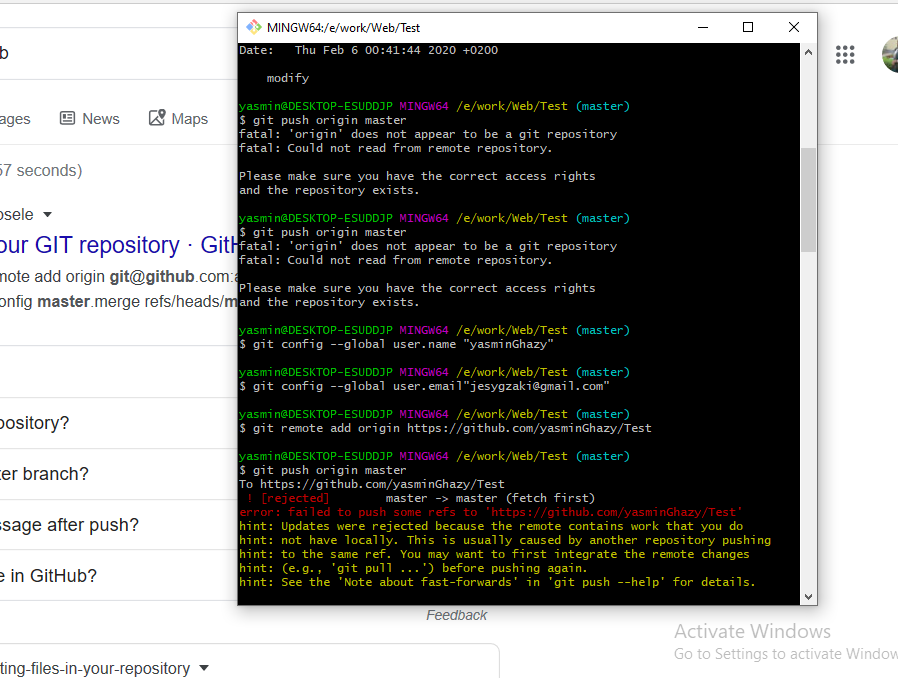 MINGW64:/e/work/Web/Test
b
ages
News
Maps
57 seconds)
osele
our GIT repository · GitH
mote add origin git@github.com:a
onfig master.merge refs/heads/m
pository?
ter branch?
ssage after push?
e in GitHub?
Date:   Thu Feb 6 00:41:44 2020 +0200
modify
yasmin@DESKTOP-ESUDDJP MINGW64 /e/work/Web/Test (master)
$ git push origin master
fatal: 'origin' does not appear to be a git repository
fatal: Could not read from remote repository.
Please make sure you have the correct access rights
and the repository exists.
yasmin@DESKTOP-ESUDDJP MINGW64 /e/work/Web/Test (master)
$ git push origin master
fatal: 'origin' does not appear to be a git repository
fatal: Could not read from remote repository.
Please make sure you have the correct access rights
and the repository exists.
yasmin@DESKTOP-ESUDDJP MINGW64 /e/work/Web/Test (master)
$ git config --global user.name "yasminGhazy"
yasmin@DESKTOP-ESUDDJP MINGW64 /e/work/Web/Test (master)
$ git config --global user.email"jesygzaki@gmail.com"
yasmin@DESKTOP-ESUDDJP MINGW64 /e/work/Web/Test (master)
$ git remote add origin https://github.com/yasminGhazy/Test
yasmin@DESKTOP-ESUDDJP MINGW64 /e/work/Web/Test (master)
$ git push origin master
To https://github.com/yasminGhazy/Test
 ! [rejected]        master -> master (fetch first)
error: failed to push some refs to 'https://github.com/yasminGhazy/Test'
hint: Updates were rejected because the remote contains work that you do
hint: not have locally. This is usually caused by another repository pushing
hint: to the same ref. You may want to first integrate the remote changes
hint: (e.g., 'git pull ...') before pushing again.
hint: See the 'Note about fast-forwards' in 'git push --help' for details.
Feedback
Activate Windows
Go to Settings to activate Window
ting-files-in-your-repository